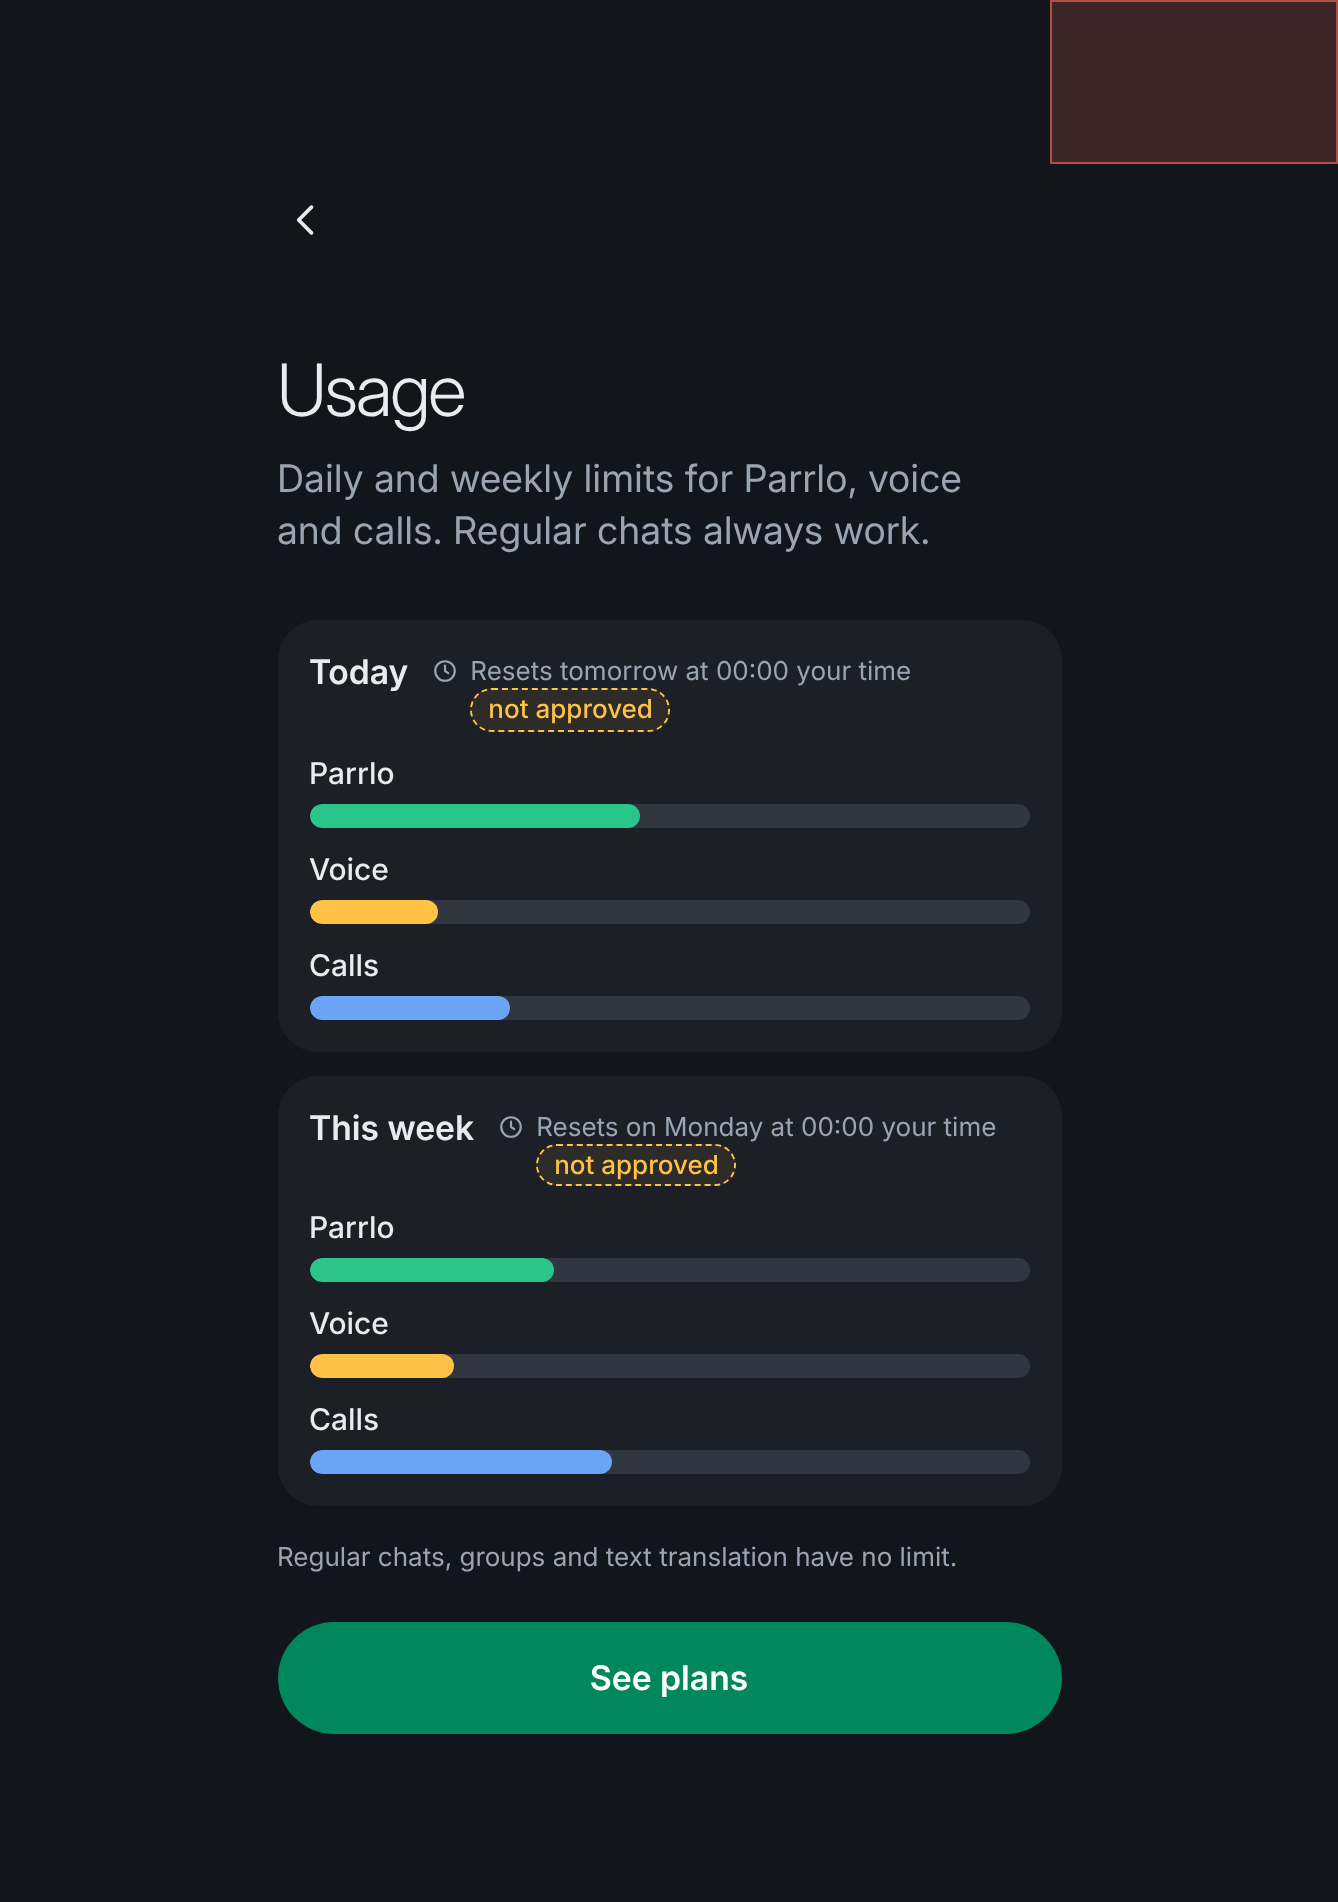 Usage
Daily and weekly limits for Parrlo, voice
and calls. Regular chats always work.
Today Resets tomorrow at 00:00 your time
not approved
Parrlo
Voice
Calls
This week Resets on Monday at 00:00 your time
not approved
Parrlo
Voice
Calls
Regular chats, groups and text translation have no limit.
See plans